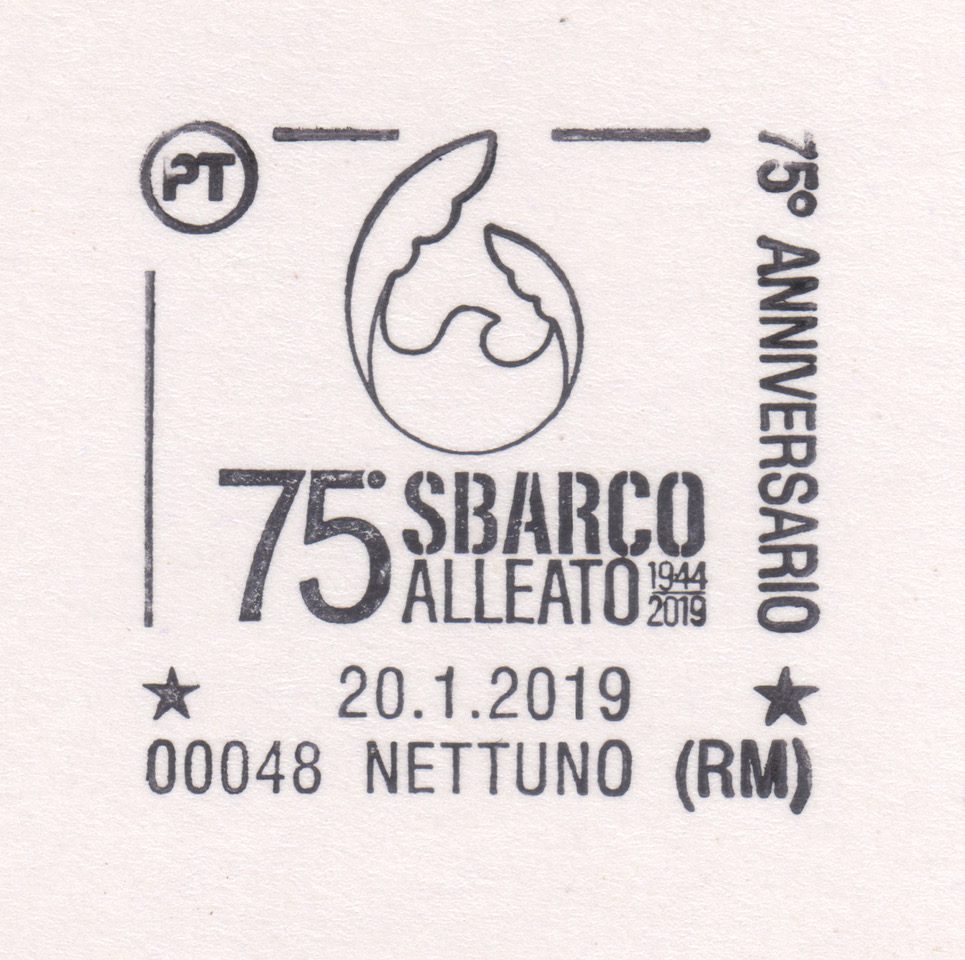 PT
75° ANNIVERSARIO
75° SBARCO
ALLEATO 1944
2019
20.1.2019
00048 NETTUNO (RM)